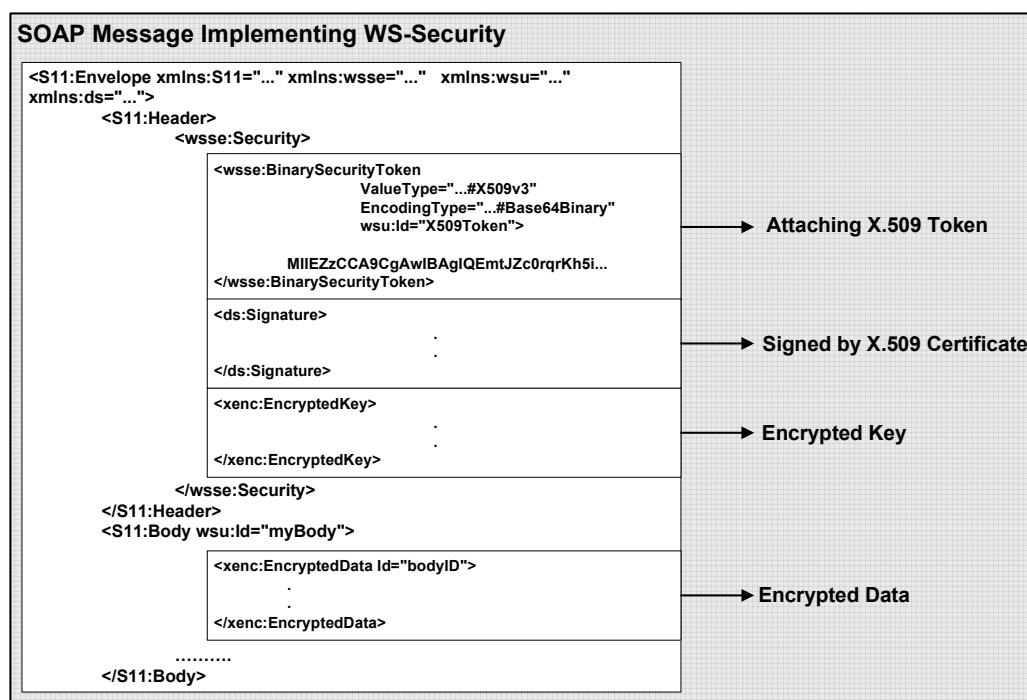 SOAP Message Implementing WS-Security
<S11:Envelope xmlns:S11="..." xmlns:wsse="..." xmlns:wsu="..."
xmlns:ds="...">
<S11:Header>
<wsse:Security>
<wsse:BinarySecurityToken
ValueType="...#X509v3"
EncodingType="...#Base64Binary"
wsu:Id="X509Token">
Attaching X.509 Token
MIIEZzCCA9CgAwIBAgIQEmtJZc0rqrKh5i...
</wsse:BinarySecurityToken>
<ds:Signature>
.
.
</ds:Signature>
Signed by X.509 Certificate
<xenc:EncryptedKey>
.
.
</xenc:EncryptedKey>
Encrypted Key
</wsse:Security>
</S11:Header>
<S11:Body wsu:Id="myBody">
<xenc:EncryptedData Id="bodyID">
.
.
</xenc:EncryptedData>
Encrypted Data
..........
</S11:Body>